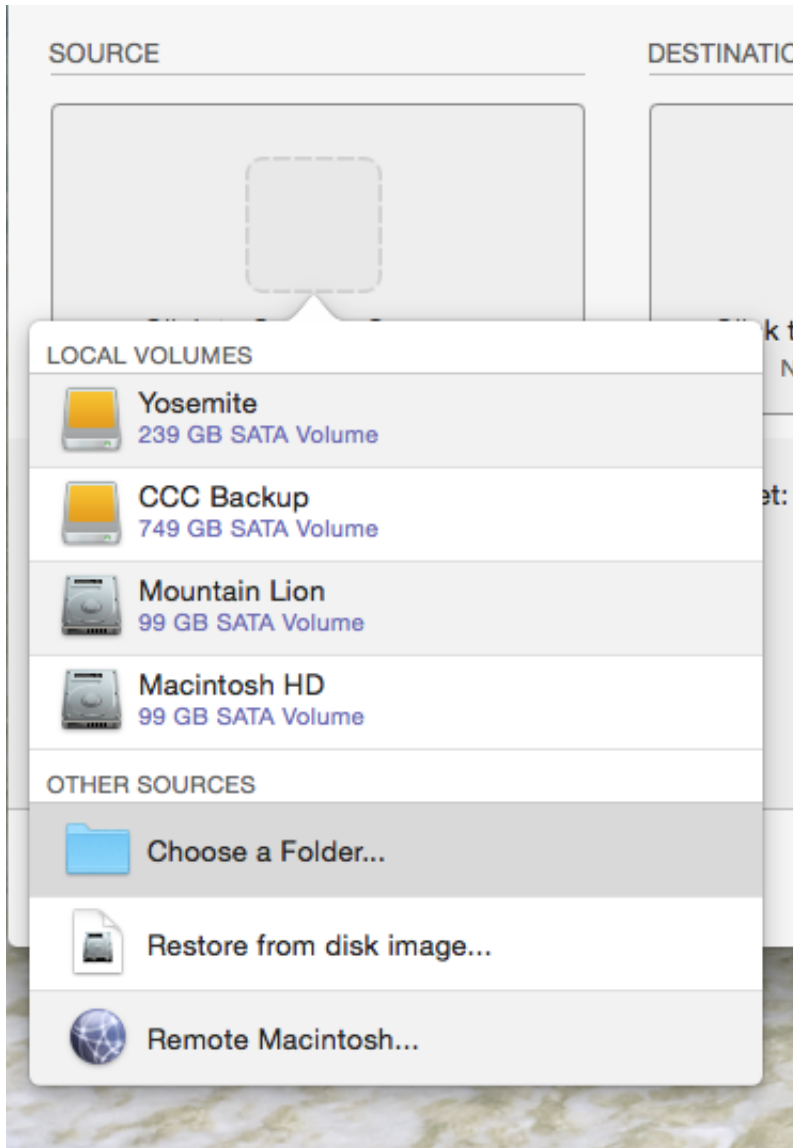 SOURCE
DESTINATIO
LOCAL VOLUMES
Yosemite
239 GB SATA Volume
CCC Backup
749 GB SATA Volume
Mountain Lion
99 GB SATA Volume
Macintosh HD
99 GB SATA Volume
OTHER SOURCES
Choose a Folder...
Restore from disk image...
Remote Macintosh...
k t
N
et: